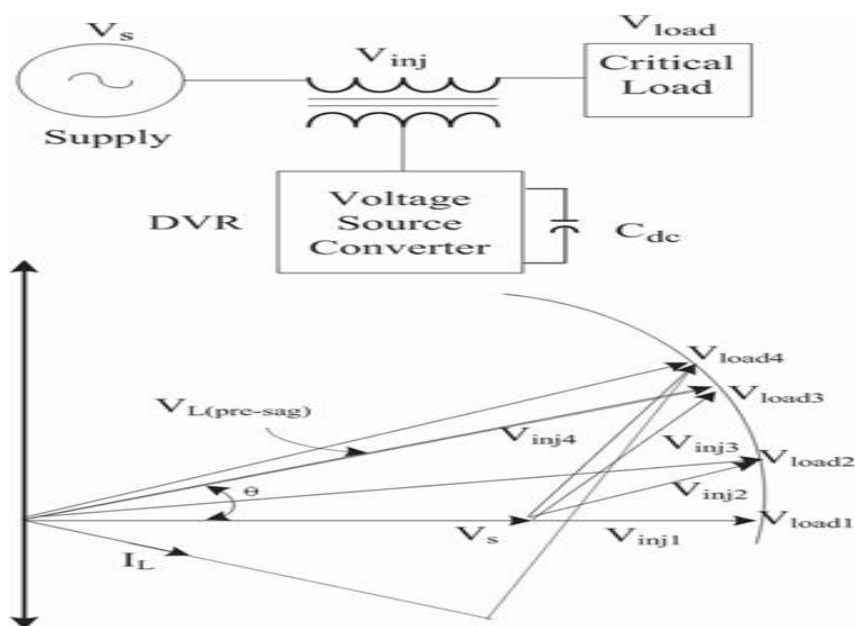 Vs
Vload
Vinj
Critical
Load
Supply
DVR
Voltage
Source
Converter
Cdc
Vload4
VL(pre-sag)
Vload3
Vinj4
Vinj3
Vload2
Θ
Vinj2
Vs
Vinj1
Vload1
IL